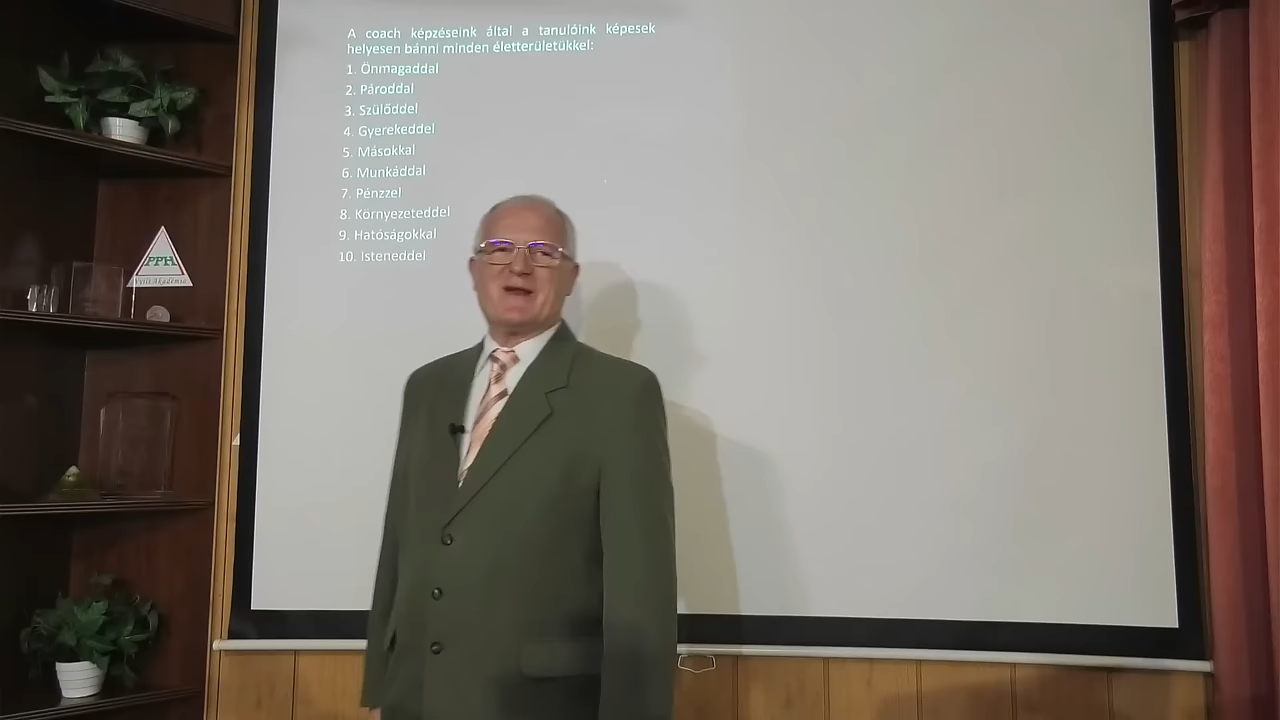 A coach képzéseink által a tanulóink képesek
helyesen bánni minden életterületükkel:
1. Önmagaddal
2. Pároddal
3. Szülőddel
4. Gyerekeddel
5. Másokkal
6. Munkáddal
7. Pénzzel
8. Környezeteddel
9. Hatóságokkal
10. Isteneddel
PPH
Akadémia